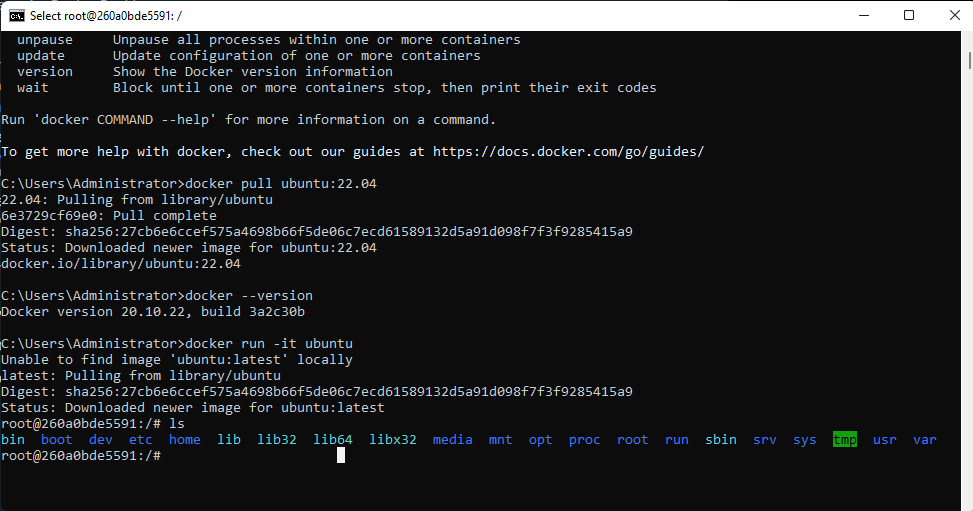 Select root@260a0bde5591: /
unpause Unpause all processes within one or more containers
update Update configuration of one or more containers
version Show the Docker version information
wait Block until one or more containers stop, then print their exit codes
Run 'docker COMMAND --help' for more information on a command.
To get more help with docker, check out our guides at https://docs.docker.com/go/guides/
C:\Users\Administrator>docker pull ubuntu:22.04
22.04: Pulling from library/ubuntu
6e3729cf69e0: Pull complete
Digest: sha256:27cb6e6ccef575a4698b66f5de06c7ecd61589132d5a91d098f7f3f9285415a9
Status: Downloaded newer image for ubuntu:22.04
docker.io/library/ubuntu:22.04
C:\Users\Administrator>docker --version
Docker version 20.10.22, build 3a2c30b
C:\Users\Administrator>docker run -it ubuntu
Unable to find image 'ubuntu:latest' locally
latest: Pulling from library/ubuntu
Digest: sha256:27cb6e6ccef575a4698b66f5de06c7ecd61589132d5a91d098f7f3f9285415a9
Status: Downloaded newer image for ubuntu:latest
root@260a0bde5591:/# ls
bin boot dev etc home lib lib32 lib64 libx32 media mnt opt proc root run sbin srv sys tmp usr var
root@260a0bde5591:/#